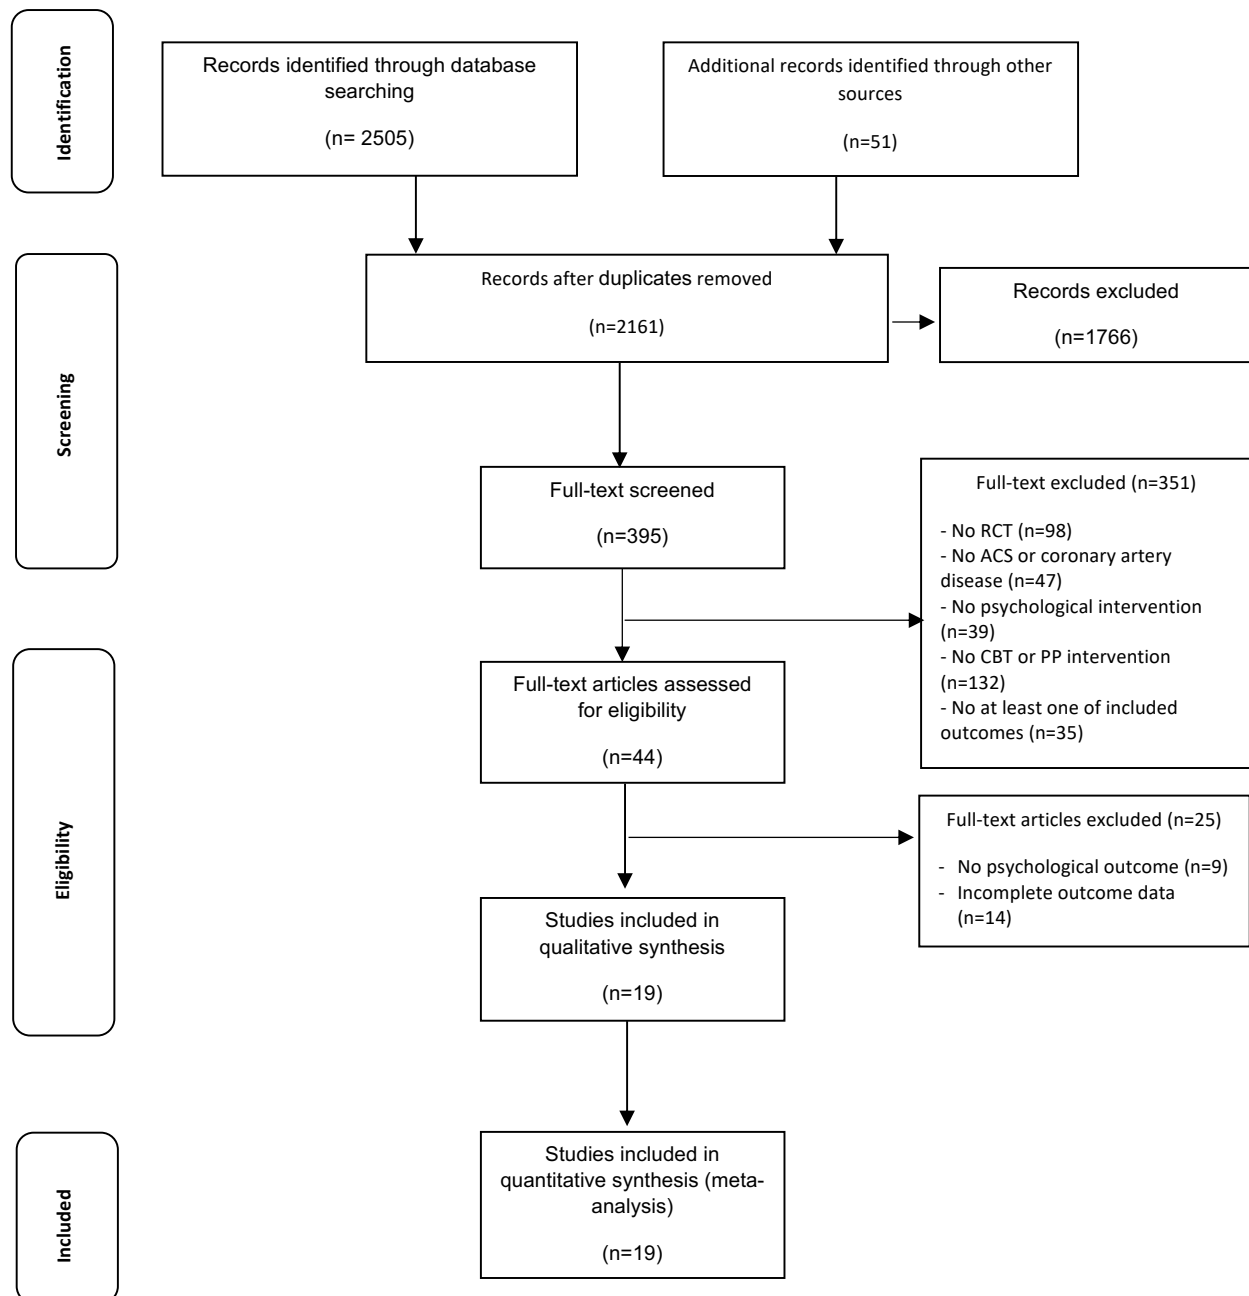 Identification
Records identified through database
searching
(n= 2505)
Additional records identified through other
sources
(n=51)
Screening
Records after duplicates removed
(n=2161)
Records excluded
(n=1766)
Full-text screened
(n=395)
Full-text excluded (n=351)
- No RCT (n=98)
- No ACS or coronary artery
disease (n=47)
- No psychological intervention
(n=39)
- No CBT or PP intervention
(n=132)
- No at least one of included
outcomes (n=35)
Eligibility
Full-text articles assessed
for eligibility
(n=44)
Full-text articles excluded (n=25)
- No psychological outcome (n=9)
- Incomplete outcome data
(n=14)
Studies included in
qualitative synthesis
(n=19)
Included
Studies included in
quantitative synthesis (meta-
analysis)
(n=19)